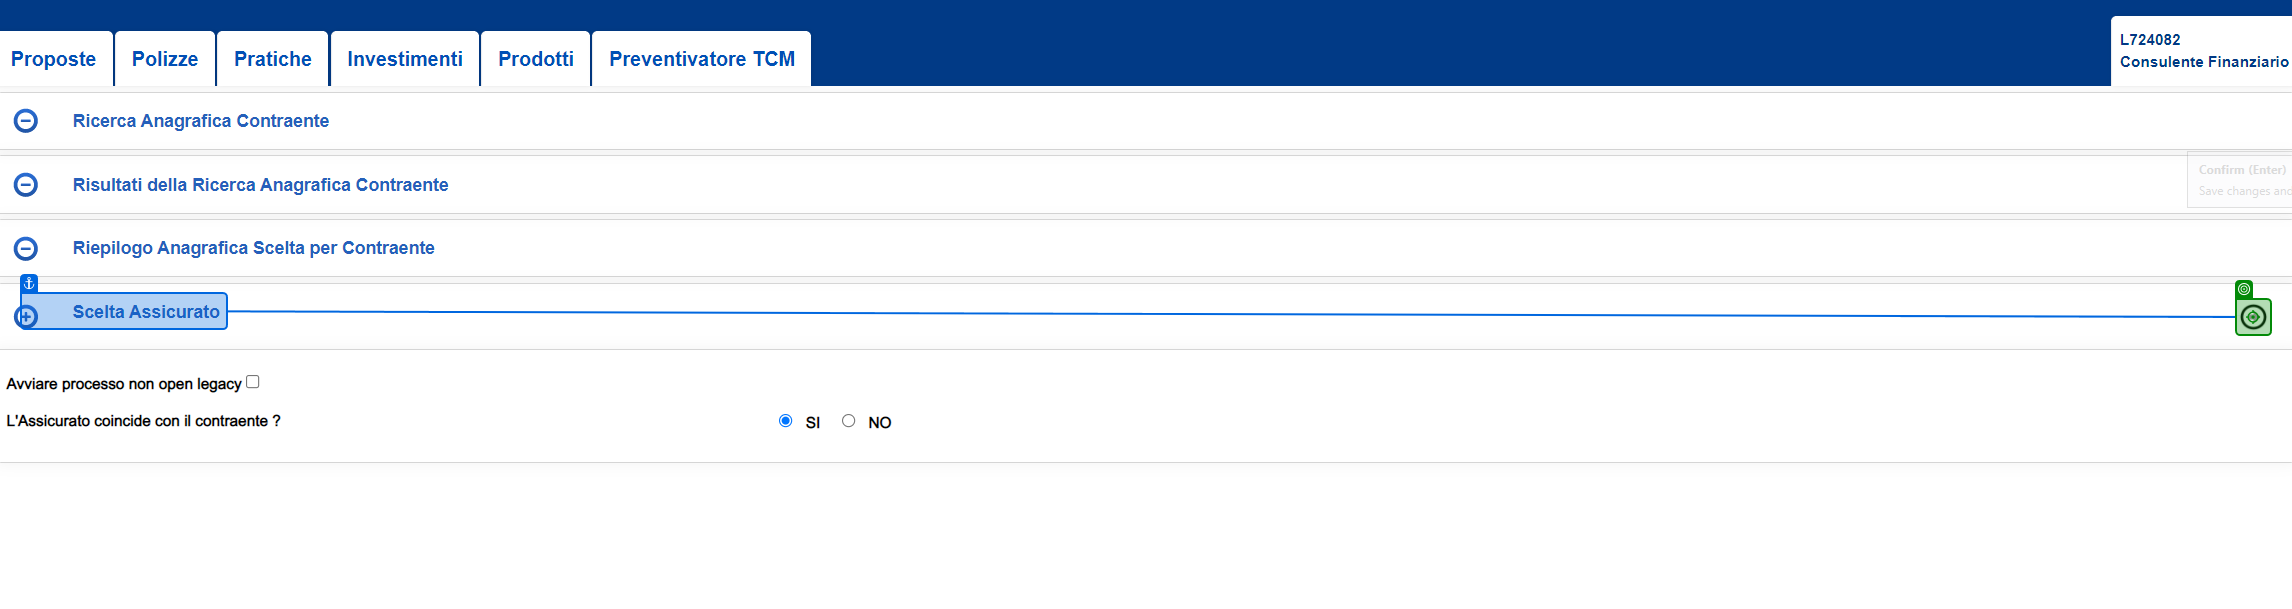 Proposte Polizze Pratiche Investimenti Prodotti Preventivatore TCM
L724082
Consulente Finanziario
Ricerca Anagrafica Contraente
Confirm (Enter)
Save changes and
Risultati della Ricerca Anagrafica Contraente
Riepilogo Anagrafica Scelta per Contraente
Scelta Assicurato
Avviare processo non open legacy
L'Assicurato coincide con il contraente ? SI NO